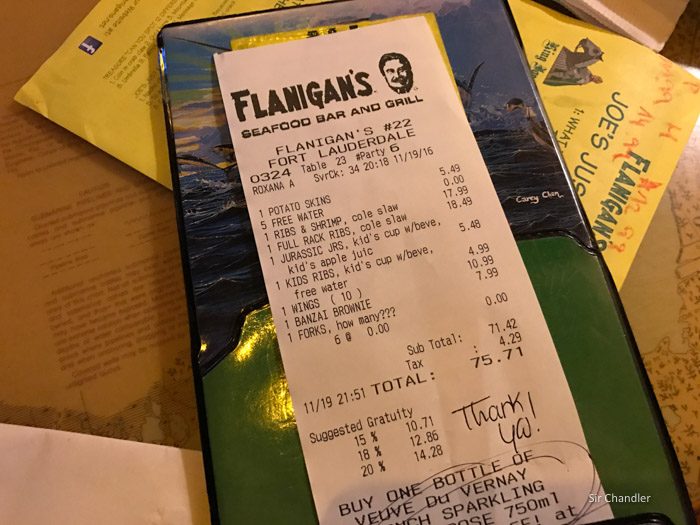 FLANIGAN'S
SEAFOOD BAR AND GRILL
FLANIGAN'S #22
FORT LAUDERDALE
0324 Table 23 #Party 6
ROXANA A SvrCk: 34 20:18 11/19/16
1 POTATO SKINS 5.49
5 FREE WATER 0.00
1 RIBS & SHRIMP, cole slaw 17.99
1 FULL RACK RIBS, cole slaw 18.49
1 JURASSIC JRS, kid's cup w/beve,
kid's apple juic 5.48
1 KIDS RIBS, kid's cup w/beve,
free water 4.99
1 WINGS ( 10 ) 10.99
1 BANZAI BROWNIE 7.99
1 FORKS, how many???
6 @ 0.00 0.00
Sub Total: 71.42
Tax : 4.29
11/19 21:51 TOTAL: 75.71
Suggested Gratuity
15 % 10.71
18 % 12.86
20 % 14.28
Thank
Ya!
BUY ONE BOTTLE OF
VEUVE DU VERNAY
SPARKLING
750ml
at
Carey Chen
JOE'S
FLANIGAN'S
Sir Chandler